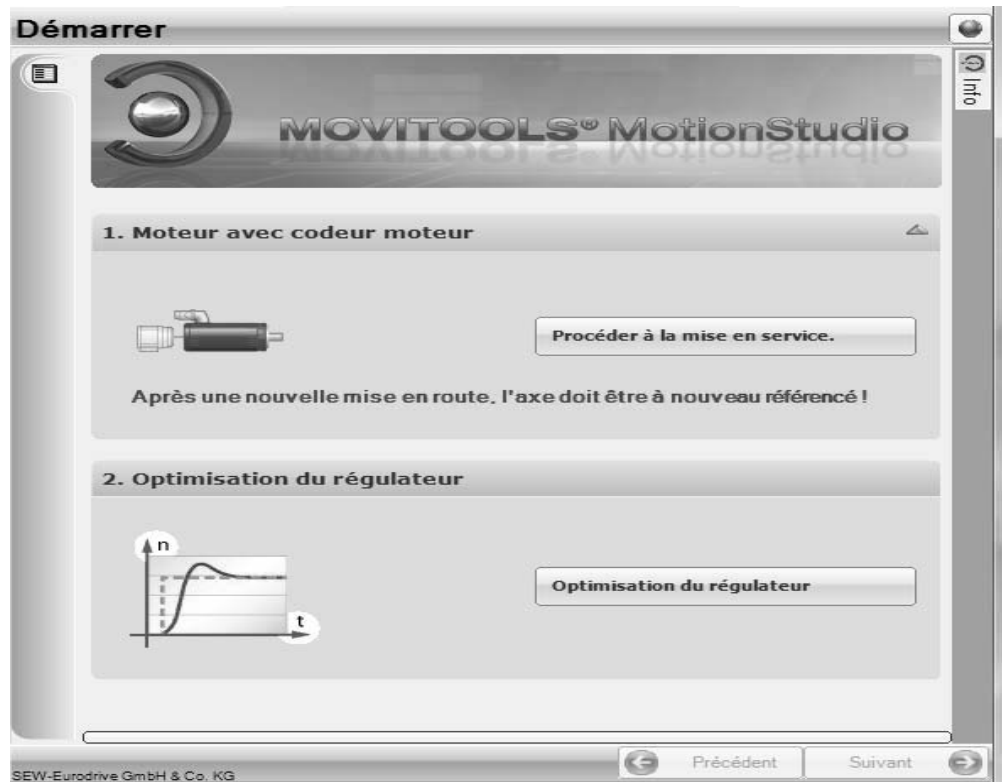 Démarrer
Info
MOVITOOLS® MotionStudio
1. Moteur avec codeur moteur
Procéder à la mise en service.
Après une nouvelle mise en route, l'axe doit être à nouveau référencé !
2. Optimisation du régulateur
n
t
Optimisation du régulateur
Précédent
Suivant
SEW-Eurodrive GmbH & Co. KG